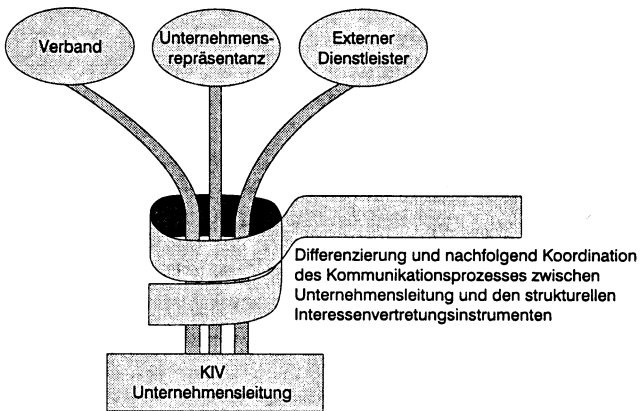 Verband
Unternehmens-
repräsentanz
Externer
Dienstleister
Differenzierung und nachfolgend Koordination
des Kommunikationsprozesses zwischen
Unternehmensleitung und den strukturellen
Interessenvertretungsinstrumenten
KIV
Unternehmensleitung